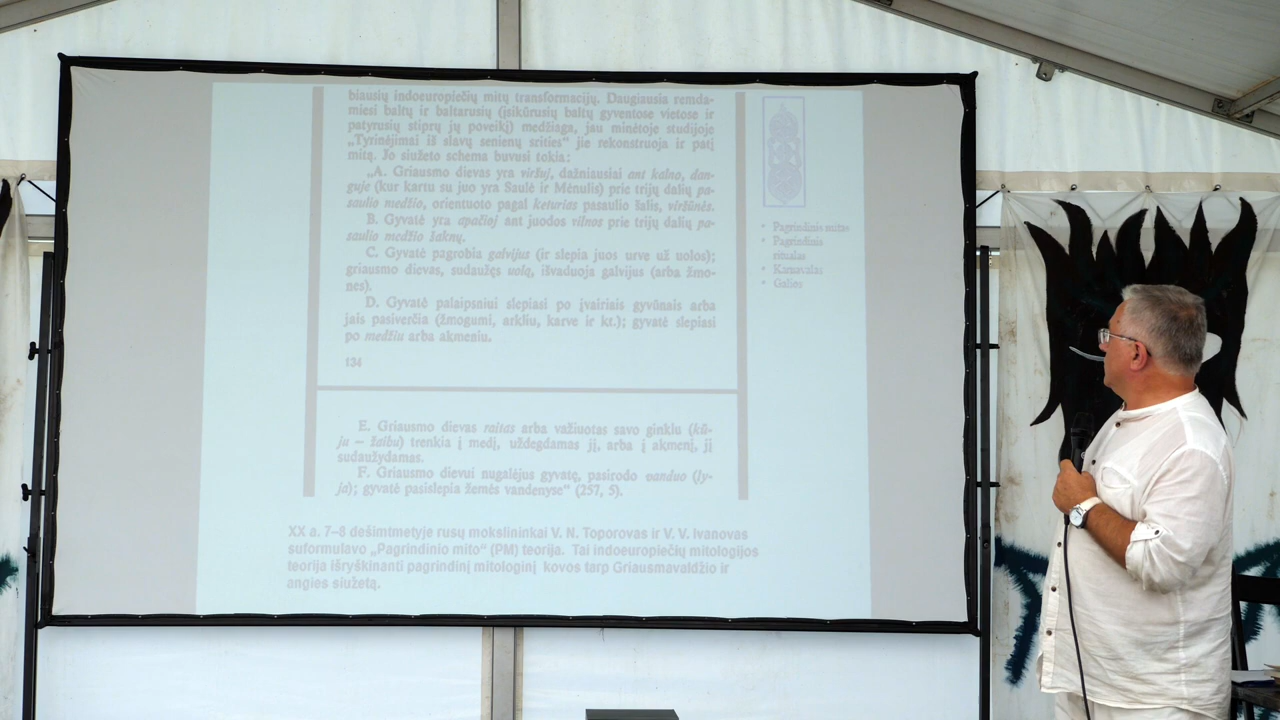 biausių indoeuropiečių mitų transformacijų. Daugiausia remda-
miesi baltų ir baltarusių (įsikūrusių baltų gyventose vietose ir
patyrusių stiprų jų poveikį) medžiaga, jau minėtoje studijoje
„Tyrinėjimai iš slavų senienų srities“ jie rekonstruoja ir patį
mitą. Jo siužeto schema buvusi tokia:
„A. Griausmo dievas yra viršuj, dažniausiai ant kalno, dan-
guje (kur kartu su juo yra Saulė ir Mėnulis) prie trijų dalių pa-
saulio medžio, orientuoto pagal keturias pasaulio šalis, viršūnės.
B. Gyvatė yra apačioj ant juodos vilnos prie trijų dalių pa-
saulio medžio šaknų.
C. Gyvatė pagrobia galvijus (ir slepia juos urve už uolos);
griausmo dievas, sudaužęs uolą, išvaduoja galvijus (arba žmo-
nes).
D. Gyvatė palaipsniui slepiasi po įvairiais gyvūnais arba
jais pasiverčia (žmogumi, arkliu, karve ir kt.); gyvatė slepiasi
po medžiu arba akmeniu.
134
E. Griausmo dievas raitas arba važiuotas savo ginklu (kū-
ju – žaibu) trenkia į medį, uždegdamas jį, arba į akmenį, jį
sudaužydamas.
F. Griausmo dievui nugalėjus gyvatę, pasirodo vanduo (ly-
ja); gyvatė pasislepia žemės vandenyse“ (257, 5).
XX a. 7–8 dešimtmetyje rusų mokslininkai V. N. Toporovas ir V. V. Ivanovas
suformulavo „Pagrindinio mito“ (PM) teoriją. Tai indoeuropiečių mitologijos
teorija išryškinanti pagrindinį mitologinį kovos tarp Griausmavaldžio ir
angies siužetą.
• Pagrindinis mitas
• Pagrindinis
ritualas
• Karnavalas
• Galios